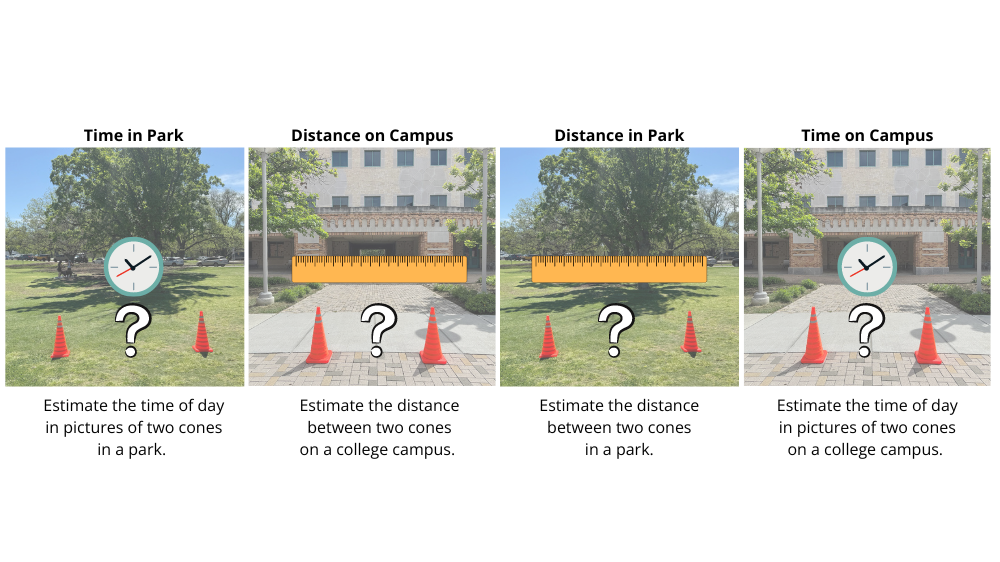 Time in Park
Estimate the time of day
in pictures of two cones
in a park.
Distance on Campus
?
Estimate the distance
between two cones
on a college campus.
Distance in Park
?
Estimate the distance
between two cones
in a park.
Time on Campus
?
Estimate the time of day
in pictures of two cones
on a college campus.